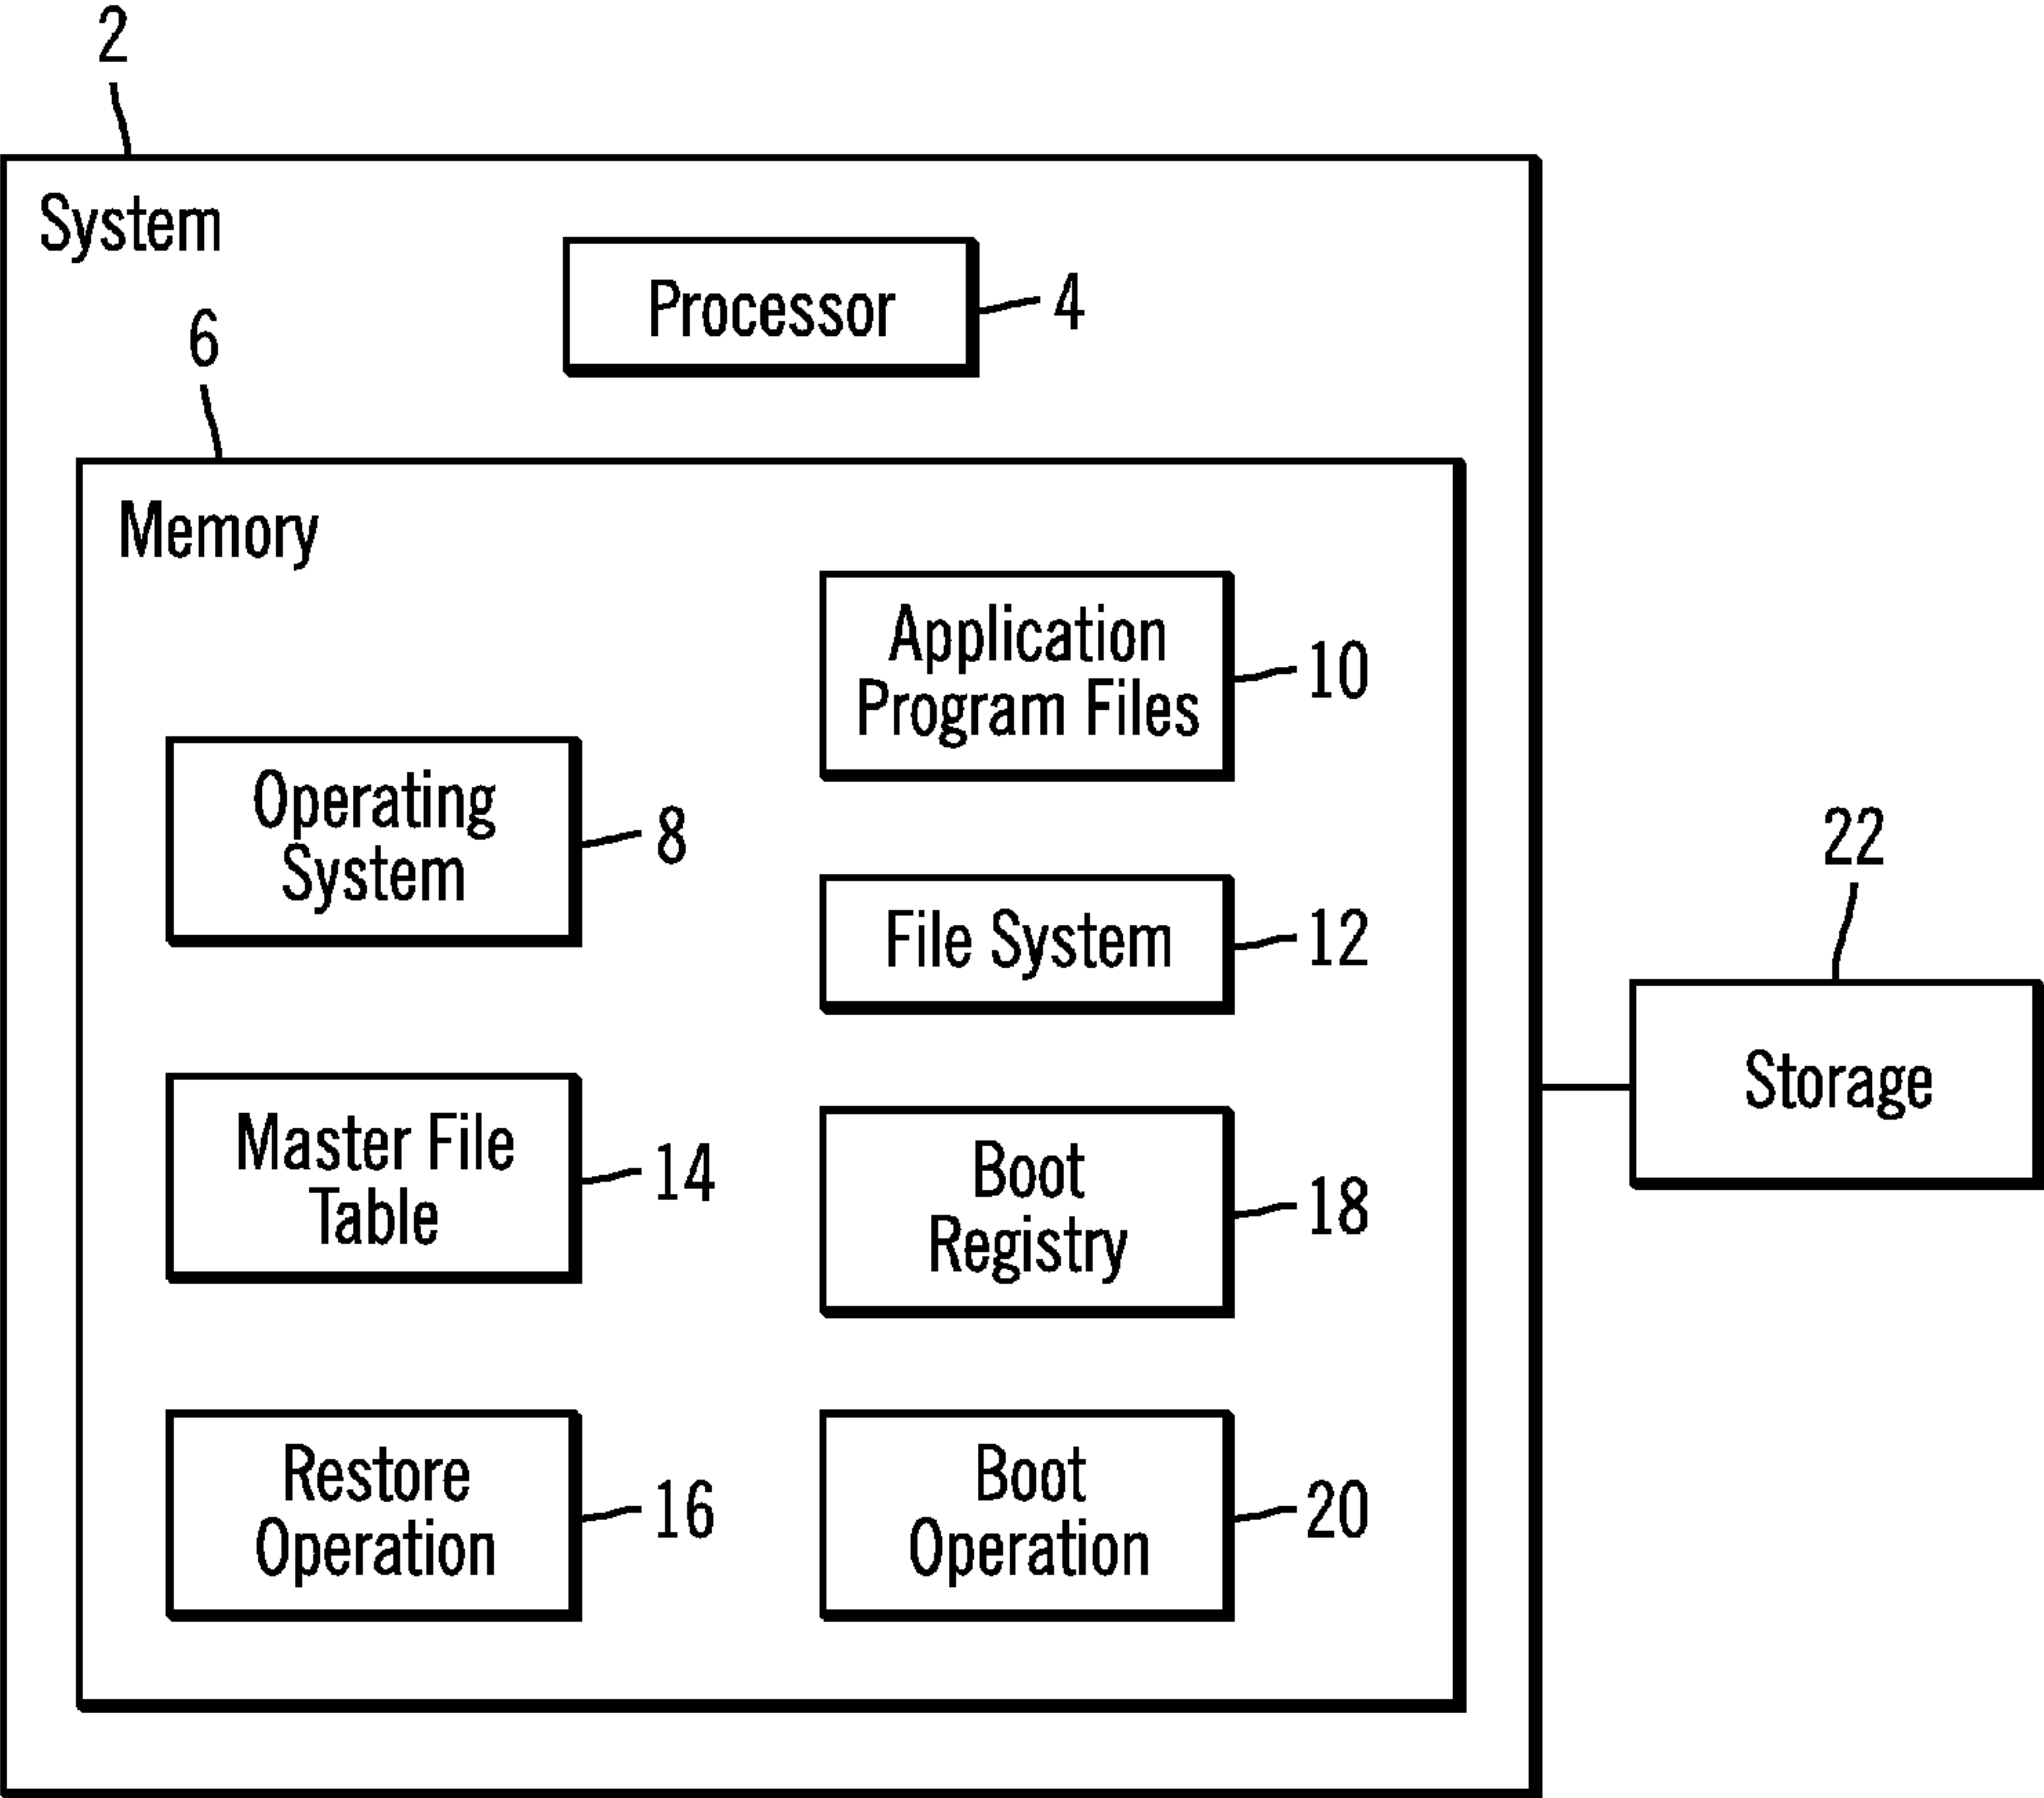 2
System
Processor
4
6
Memory
Application
Program Files
10
Operating
System
8
File System
12
22
Storage
Master File
Table
14
Boot
Registry
18
Restore
Operation
16
Boot
Operation
20